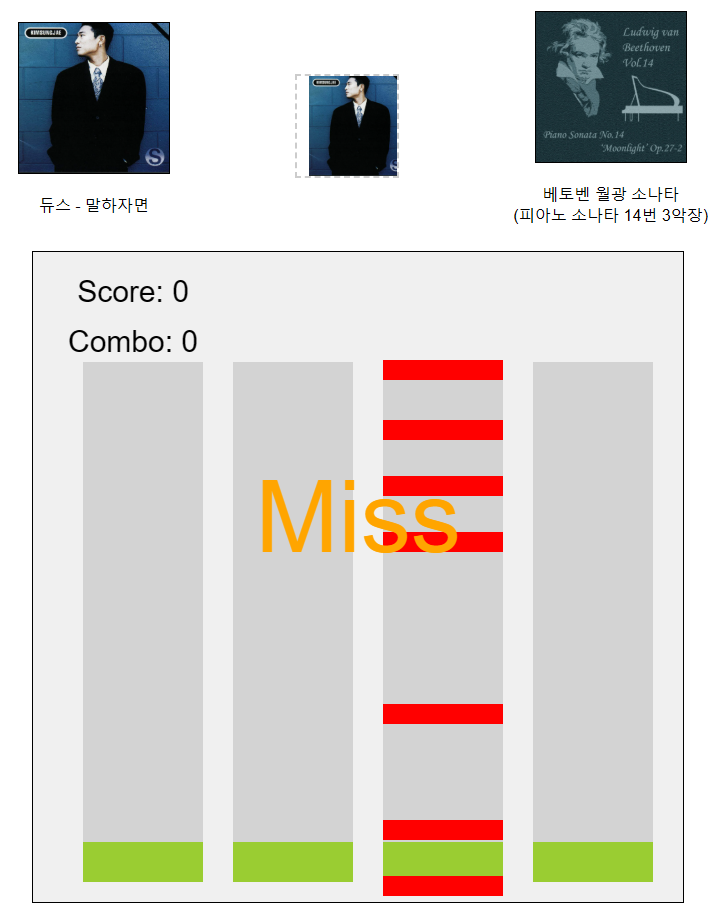 KIMSUNGJAE
S
듀스 - 말하자면
KIMSUNGJAE
Ludwig van
Beethoven
Vol.14
Piano Sonata No.14
'Moonlight' Op.27-2
베토벤 월광 소나타
(피아노 소나타 14번 3악장)
Score: 0
Combo: 0
Miss